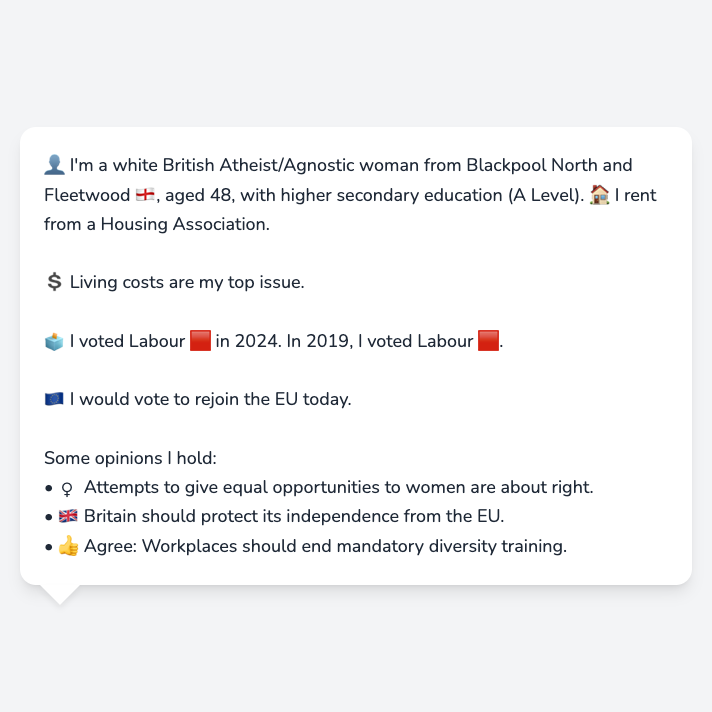 👤 I'm a white British Atheist/Agnostic woman from Blackpool North and
Fleetwood 🏴󠁧󠁢󠁥󠁮󠁧󠁿, aged 48, with higher secondary education (A Level). 🏠 I rent
from a Housing Association.
💲 Living costs are my top issue.
🗳️ I voted Labour 🟥 in 2024. In 2019, I voted Labour 🟥.
🇪🇺 I would vote to rejoin the EU today.
Some opinions I hold:
• ♀️ Attempts to give equal opportunities to women are about right.
• 🇬🇧 Britain should protect its independence from the EU.
• 👍 Agree: Workplaces should end mandatory diversity training.